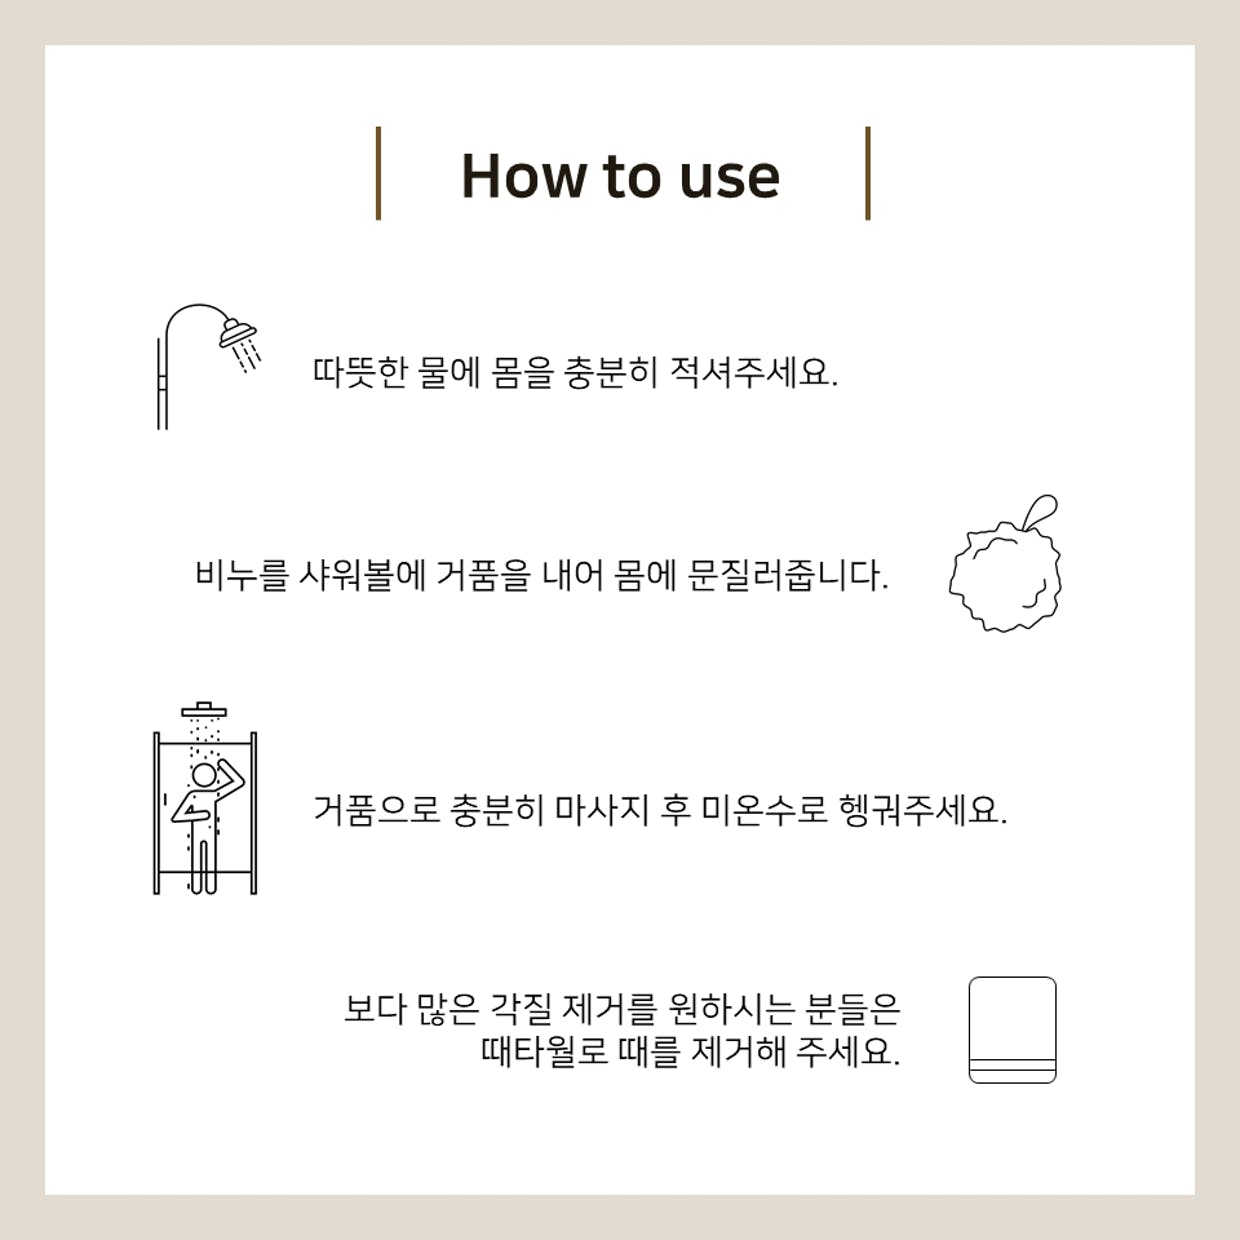 How to use
따뜻한 물에 몸을 충분히 적셔주세요.
비누를 샤워볼에 거품을 내어 몸에 문질러줍니다.
거품으로 충분히 마사지 후 미온수로 헹궈주세요.
보다 많은 각질 제거를 원하시는 분들은
때타월로 때를 제거해 주세요.